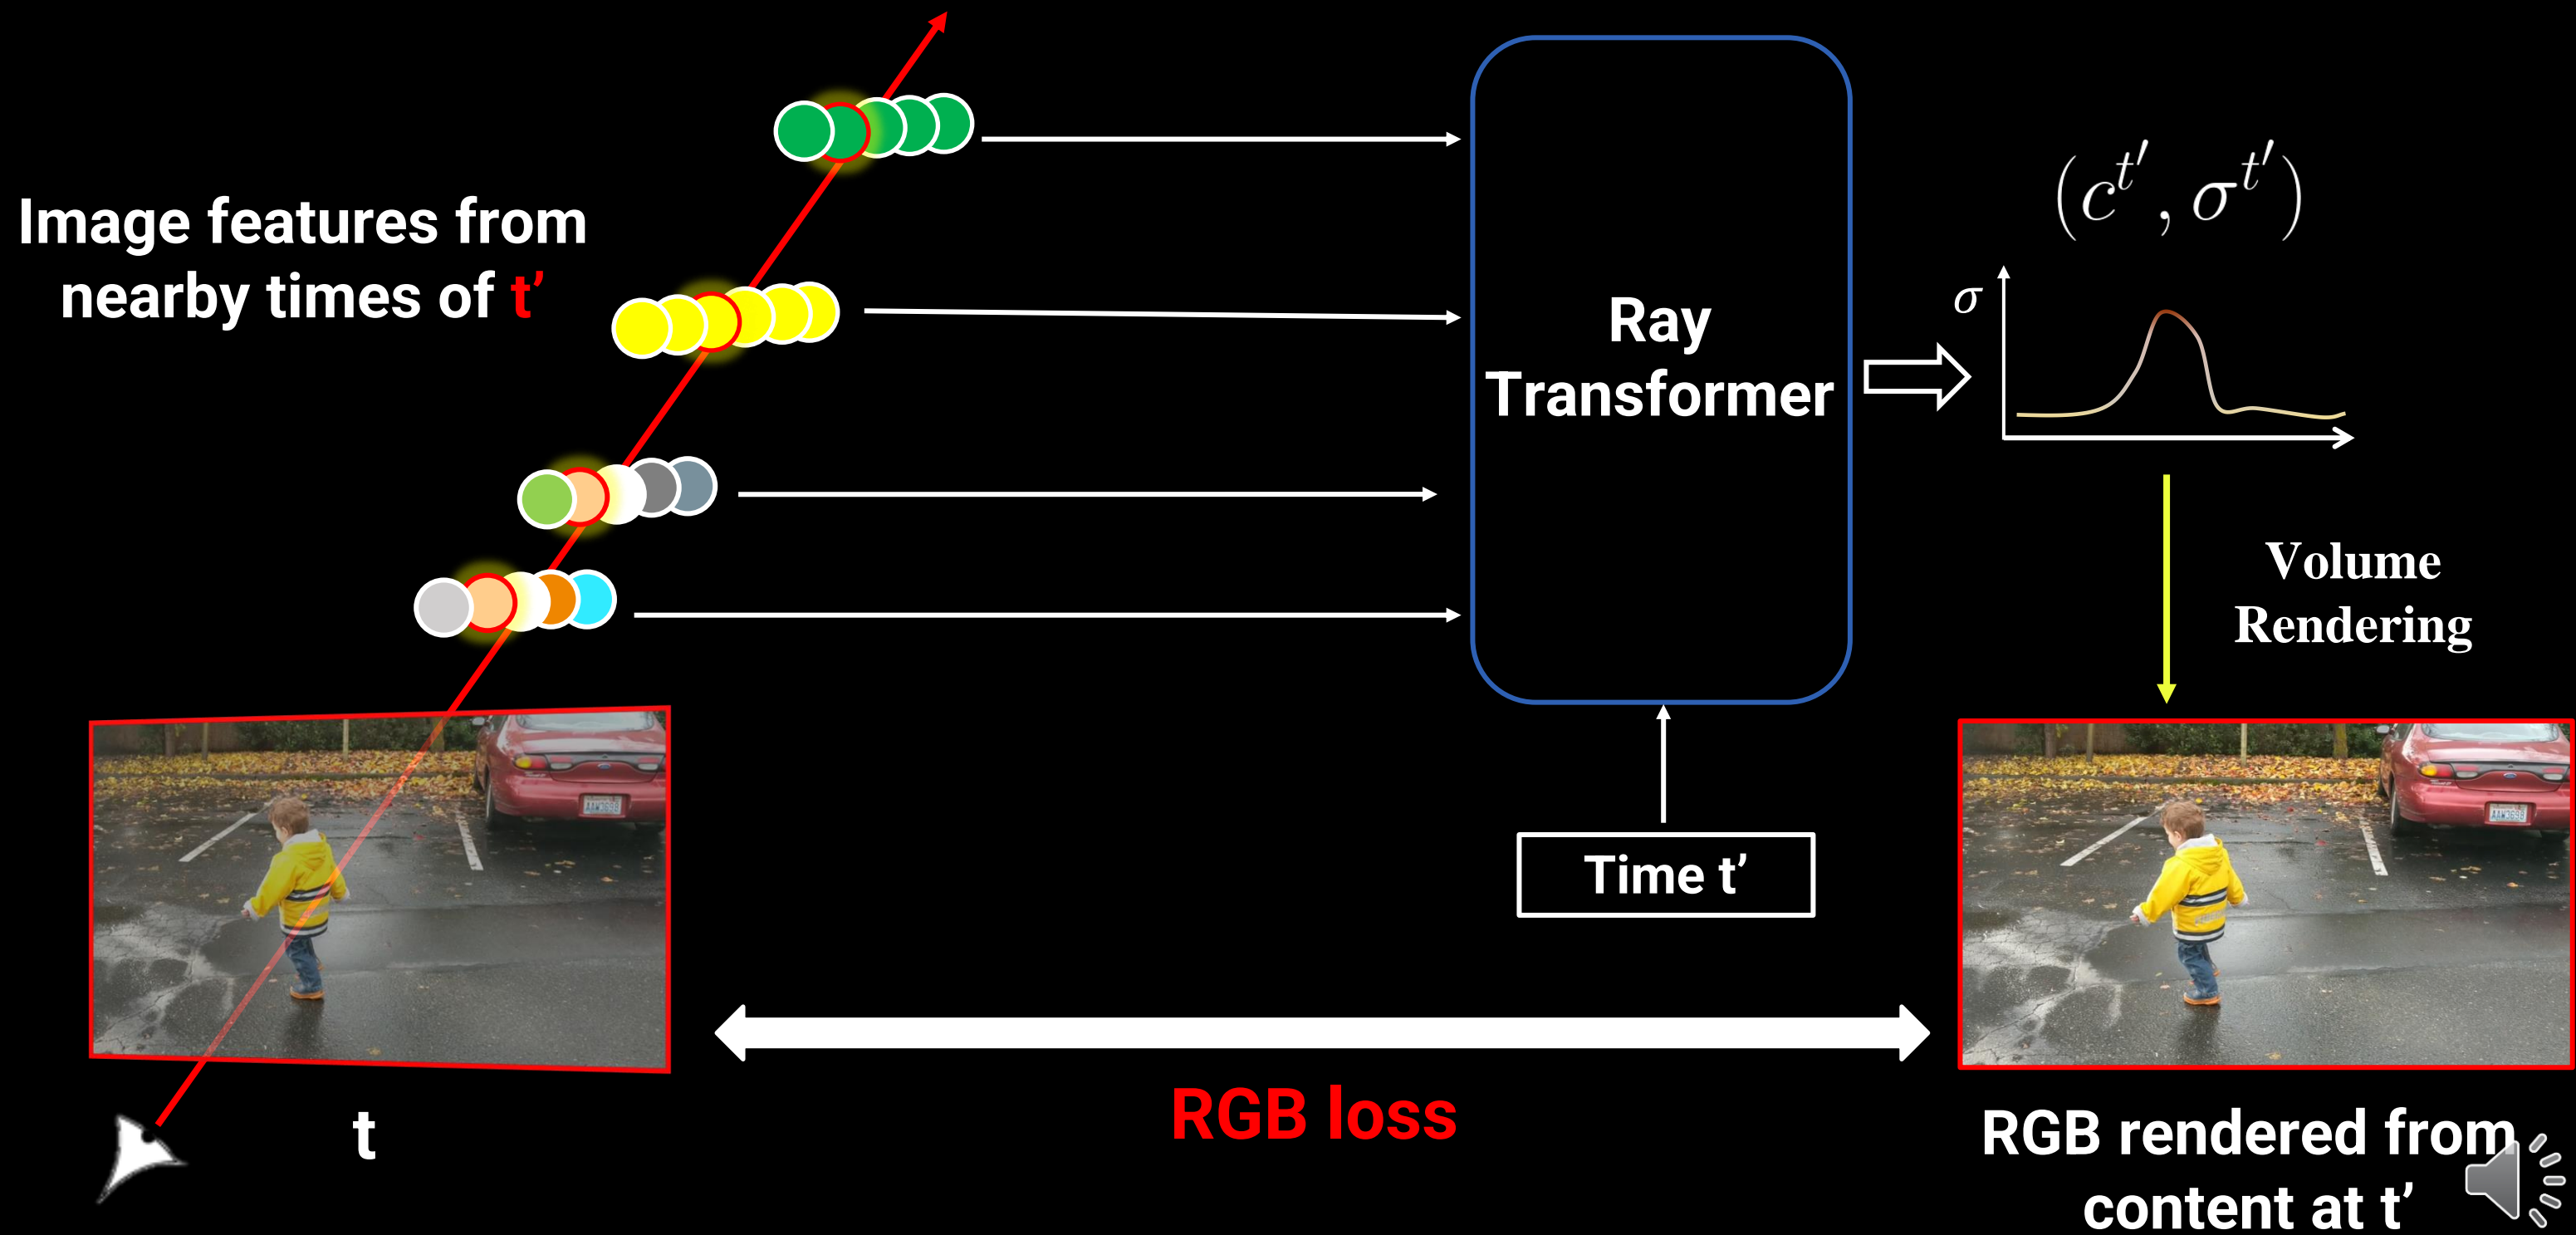 Image features from
nearby times of t’
Ray
Transformer
(c^{t'}, σ^{t'})
σ
Volume
Rendering
Time t’
t
RGB loss
RGB rendered from
content at t’